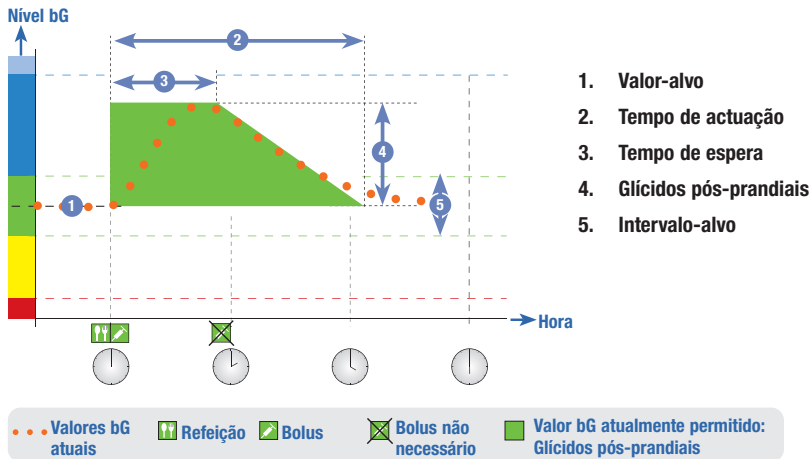 Nível bG
2
3
4
1
5
Hora
1. Valor-alvo
2. Tempo de actuação
3. Tempo de espera
4. Glícidos pós-prandiais
5. Intervalo-alvo
Valores bG
atuais
Refeição
Bolus
Bolus não
necessário
Valor bG atualmente permitido:
Glícidos pós-prandiais